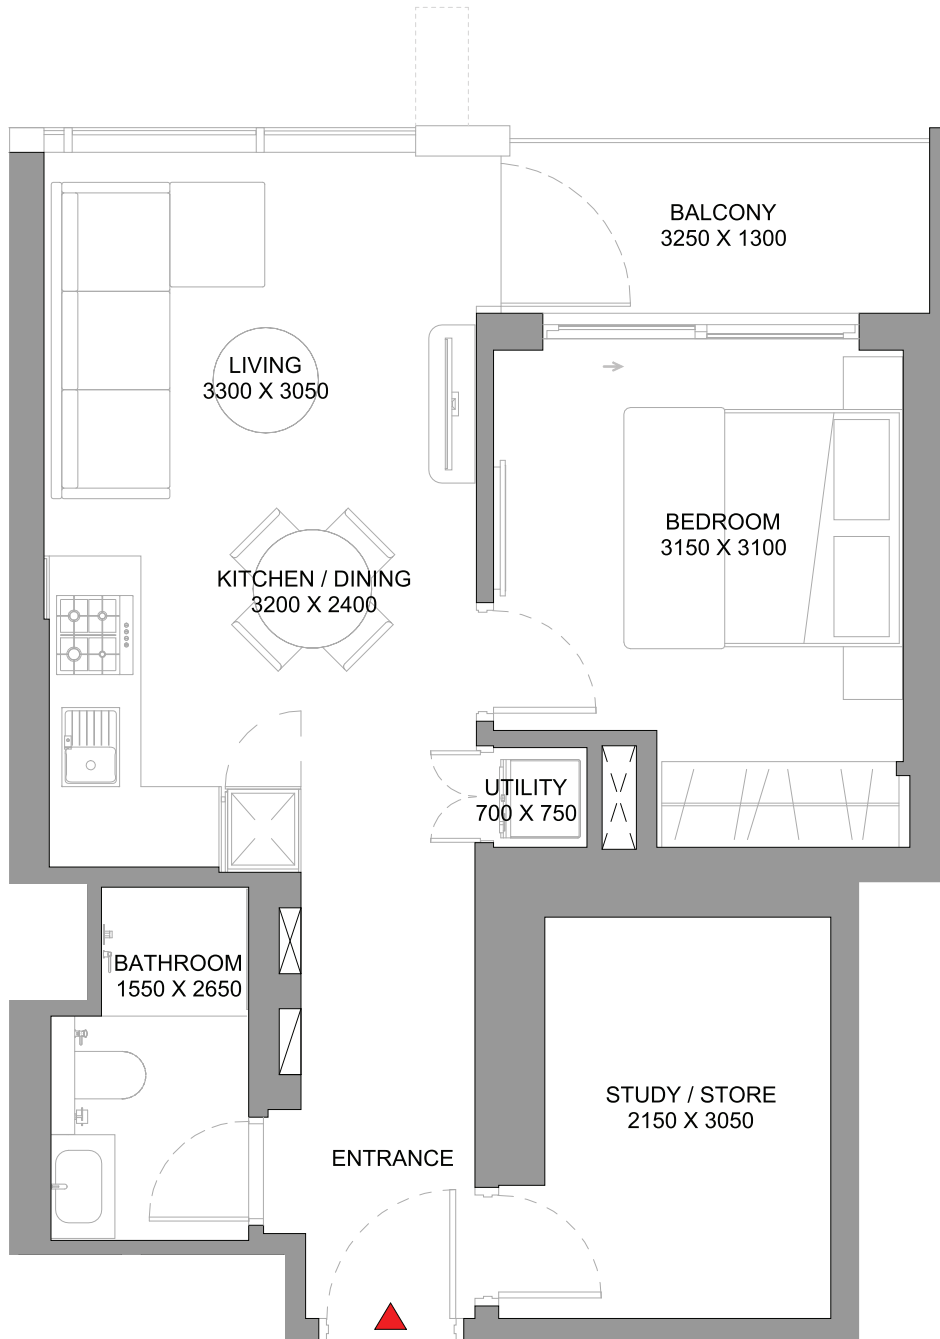 BALCONY
3250 X 1300
LIVING
3300 X 3050
BEDROOM
3150 X 3100
KITCHEN / DINING
3200 X 2400
UTILITY
700 X 750
BATHROOM
1550 X 2650
STUDY / STORE
2150 X 3050
ENTRANCE